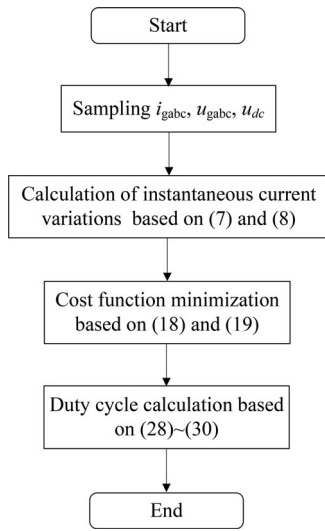 Start
Sampling i_gabc, u_gabc, u_dc
Calculation of instantaneous current
variations based on (7) and (8)
Cost function minimization
based on (18) and (19)
Duty cycle calculation based
on (28)~(30)
End